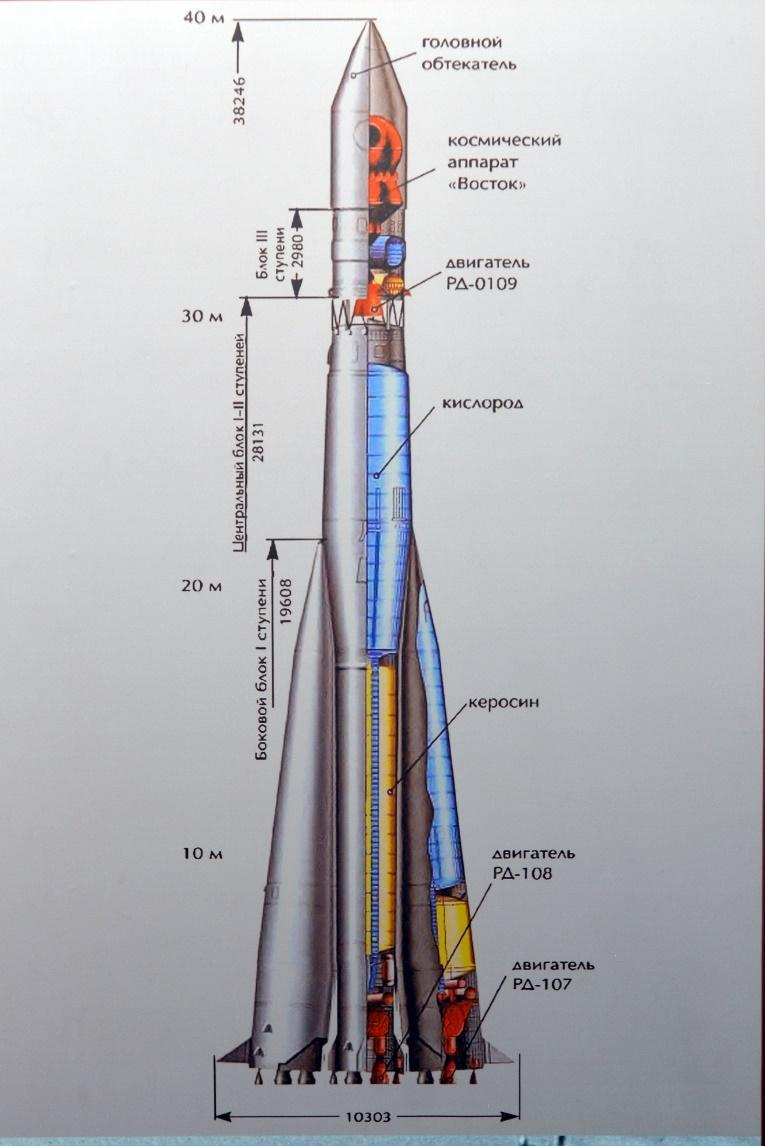 40 м
38246
головной
обтекатель
космический
аппарат
«Восток»
Блок III
ступени
2980
двигатель
РД-0109
30 м
Центральный блок I-II ступеней
28131
кислород
20 м
Боковой блок I ступени
19608
керосин
10 м
двигатель
РД-108
двигатель
РД-107
10303